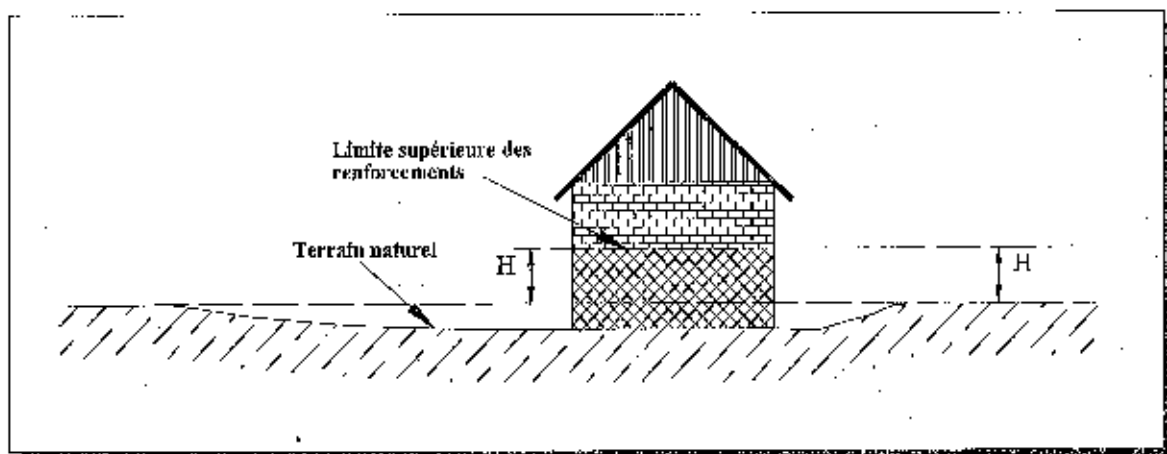 Limite supérieure des
renforcements
Terrain naturel
H
H